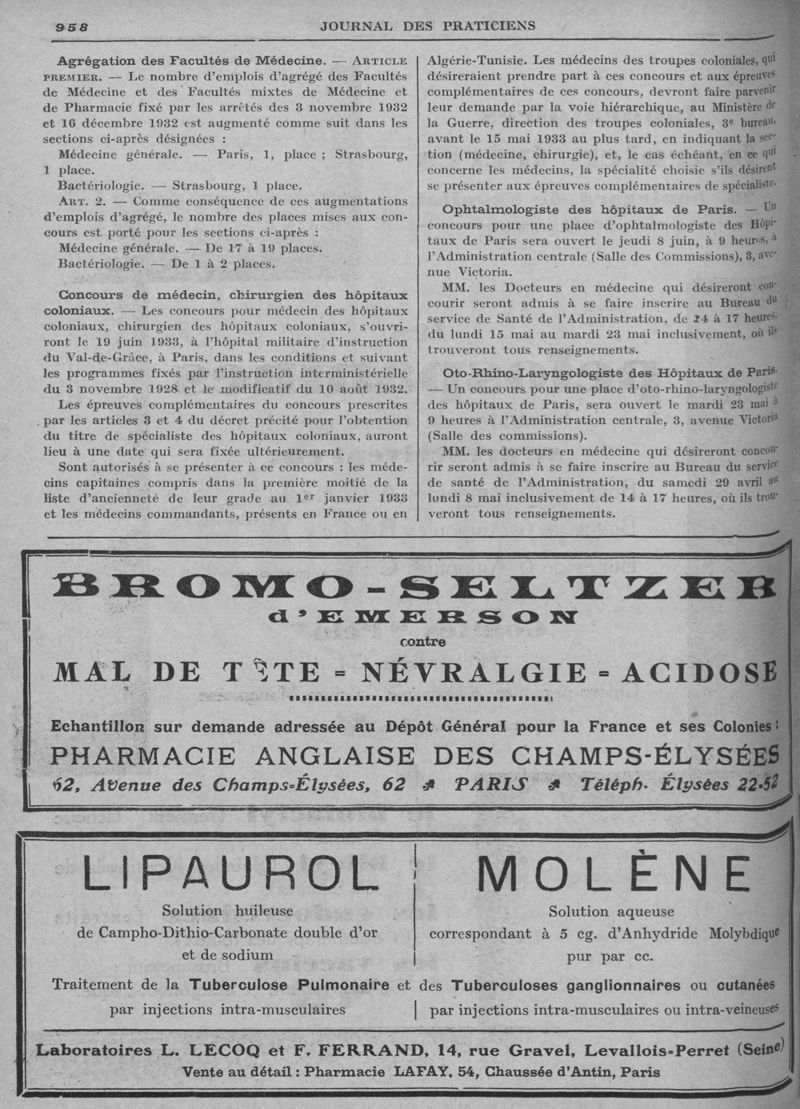 958
JOURNAL DES PRATICIENS
Agrégation des Facultés de Médecine. — ARTICLE
PREMIER. — Le nombre d'emplois d'agrégé des Facultés
de Médecine et des Facultés mixtes de Médecine et
de Pharmacie fixé par les arrêtés des 3 novembre 1932
et 16 décembre 1932 est augmenté comme suit dans les
sections ci-après désignées :
Médecine générale. — Paris, 1, place ; Strasbourg,
1 place.
Bactériologie. — Strasbourg, 1 place.
ART. 2. — Comme conséquence de ces augmentations
d'emplois d'agrégé, le nombre des places mises aux con-
cours est porté pour les sections ci-après :
Médecine générale. — De 17 à 19 places.
Bactériologie. — De 1 à 2 places.
Concours de médecin, chirurgien des hôpitaux
coloniaux. — Les concours pour médecin des hôpitaux
coloniaux, chirurgien des hôpitaux coloniaux, s'ouvri-
ront le 19 juin 1933, à l'hôpital militaire d'instruction
du Val-de-Grâce, à Paris, dans les conditions et suivant
les programmes fixés par l'instruction interministérielle
du 3 novembre 1928 et le modificatif du 10 août 1932.
Les épreuves complémentaires du concours prescrites
par les articles 3 et 4 du décret précité pour l'obtention
du titre de spécialiste des hôpitaux coloniaux, auront
lieu à une date qui sera fixée ultérieurement.
Sont autorisés à se présenter à ce concours : les méde-
cins capitaines compris dans la première moitié de la
liste d'ancienneté de leur grade au 1er janvier 1933
et les médecins commandants, présents en France ou en
Algérie-Tunisie. Les médecins des troupes coloniales, qui
désireraient prendre part à ces concours et aux épreuves
complémentaires de ces concours, devront faire parvenir
leur demande par la voie hiérarchique, au Ministère de
la Guerre, direction des troupes coloniales, 3e bureau,
avant le 15 mai 1933 au plus tard, en indiquant la sec-
tion (médecine, chirurgie), et, le cas échéant, en ce qui
concerne les médecins, la spécialité choisie s'ils désirent
se présenter aux épreuves complémentaires de spécialiste.
Ophtalmologiste des hôpitaux de Paris. — Un
concours pour une place d'ophtalmologiste des Hôpi-
taux de Paris sera ouvert le jeudi 8 juin, à 9 heures, à
l'Administration centrale (Salle des Commissions), 3, ave-
nue Victoria.
MM. les Docteurs en médecine qui désireront con-
courir seront admis à se faire inscrire au Bureau du
service de Santé de l'Administration, de 14 à 17 heures,
du lundi 15 mai au mardi 23 mai inclusivement, où ils
trouveront tous renseignements.
Oto-Rhino-Laryngologiste des Hôpitaux de Paris.
— Un concours pour une place d'oto-rhino-laryngologiste
des hôpitaux de Paris, sera ouvert le mardi 23 mai à
9 heures à l'Administration centrale, 3, avenue Victoria
(Salle des commissions).
MM. les docteurs en médecine qui désireront concou-
rir seront admis à se faire inscrire au Bureau du service
de santé de l'Administration, du samedi 29 avril au
lundi 8 mai inclusivement de 14 à 17 heures, où ils trou-
veront tous renseignements.
BROMO-SELTZER
d'EMERSON
contre
MAL DE TÊTE = NÉVRALGIE = ACIDOSE
Echantillon sur demande adressée au Dépôt Général pour la France et ses Colonies :
PHARMACIE ANGLAISE DES CHAMPS-ÉLYSÉES
62, Avenue des Champs=Élysées, 62 PARIS Téléph. Élysées 22-52
LIPAUROL
Solution huileuse
de Campho-Dithio-Carbonate double d'or
et de sodium
MOLÈNE
Solution aqueuse
correspondant à 5 cg. d'Anhydride Molybdique
pur par cc.
Traitement de la Tuberculose Pulmonaire et des Tuberculoses ganglionnaires ou cutanées
par injections intra-musculaires
par injections intra-musculaires ou intra-veineuses
Laboratoires L. LECOQ et F. FERRAND, 14, rue Gravel, Levallois=Perret (Seine)
Vente au détail : Pharmacie LAFAY, 54, Chaussée d'Antin, Paris